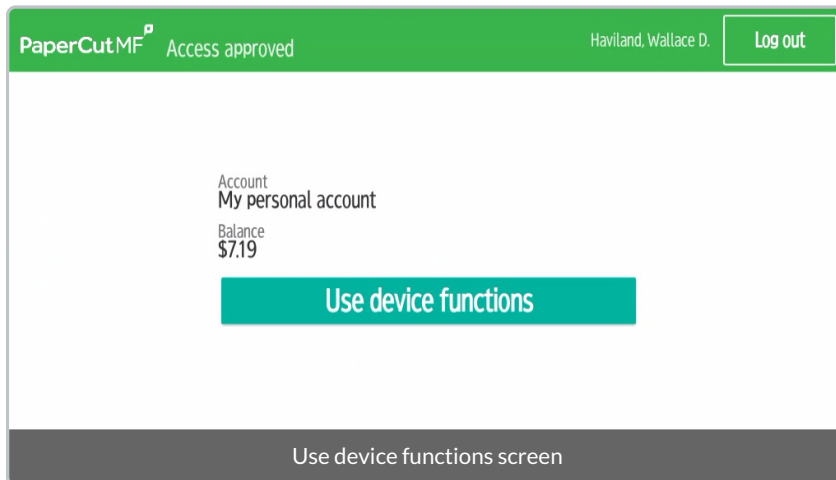 PaperCut MF Access approved Haviland, Wallace D. Log out
Account
My personal account
Balance
$7.19
Use device functions
Use device functions screen